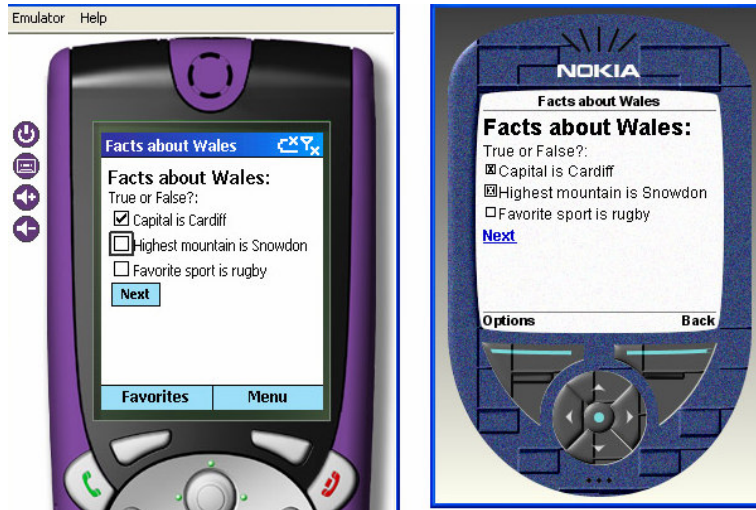 Emulator Help
Facts about Wales
Facts about Wales:
True or False?:
Capital is Cardiff
Highest mountain is Snowdon
Favorite sport is rugby
Next
Favorites Menu
NOKIA
Facts about Wales
Facts about Wales:
True or False?:
Capital is Cardiff
Highest mountain is Snowdon
Favorite sport is rugby
Next
Options Back